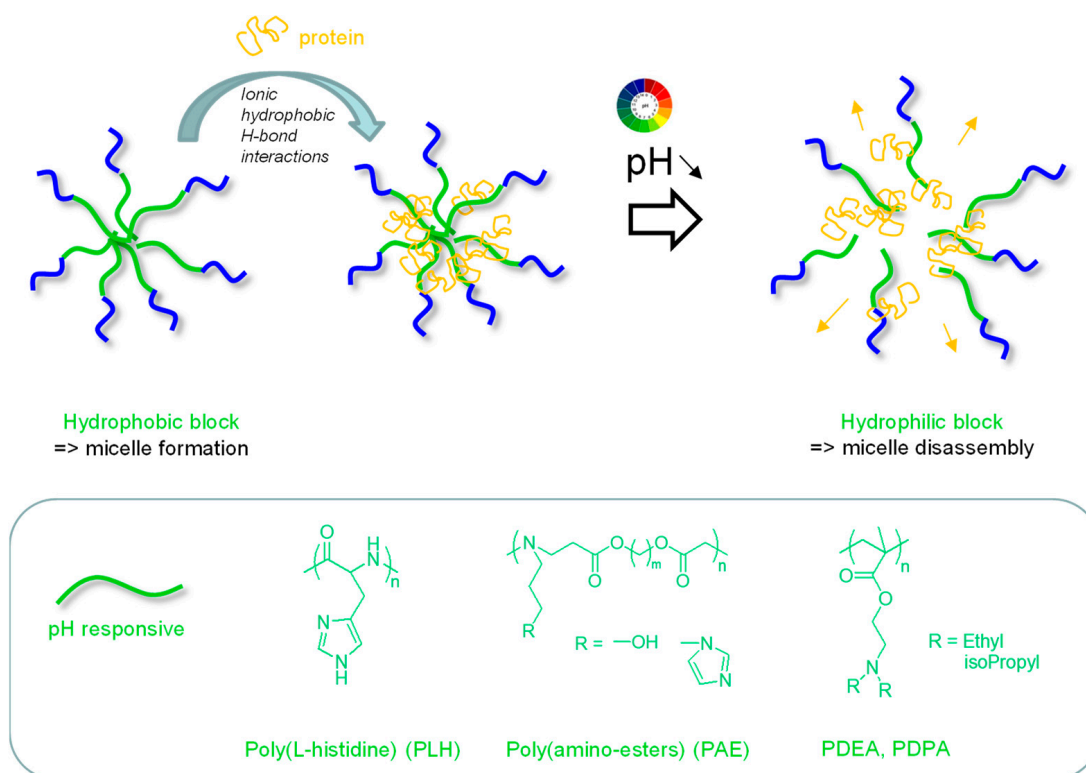 protein
Ionic
hydrophobic
H-bond
interactions
pH
pH
Hydrophobic block
=> micelle formation
Hydrophilic block
=> micelle disassembly
pH responsive
O
H
N
n
N
N
H
N
O
O
m
O
O
n
R
R = —OH
N
N
n
O
O
N
R
R
R = Ethyl
isoPropyl
Poly(L-histidine) (PLH)
Poly(amino-esters) (PAE)
PDEA, PDPA